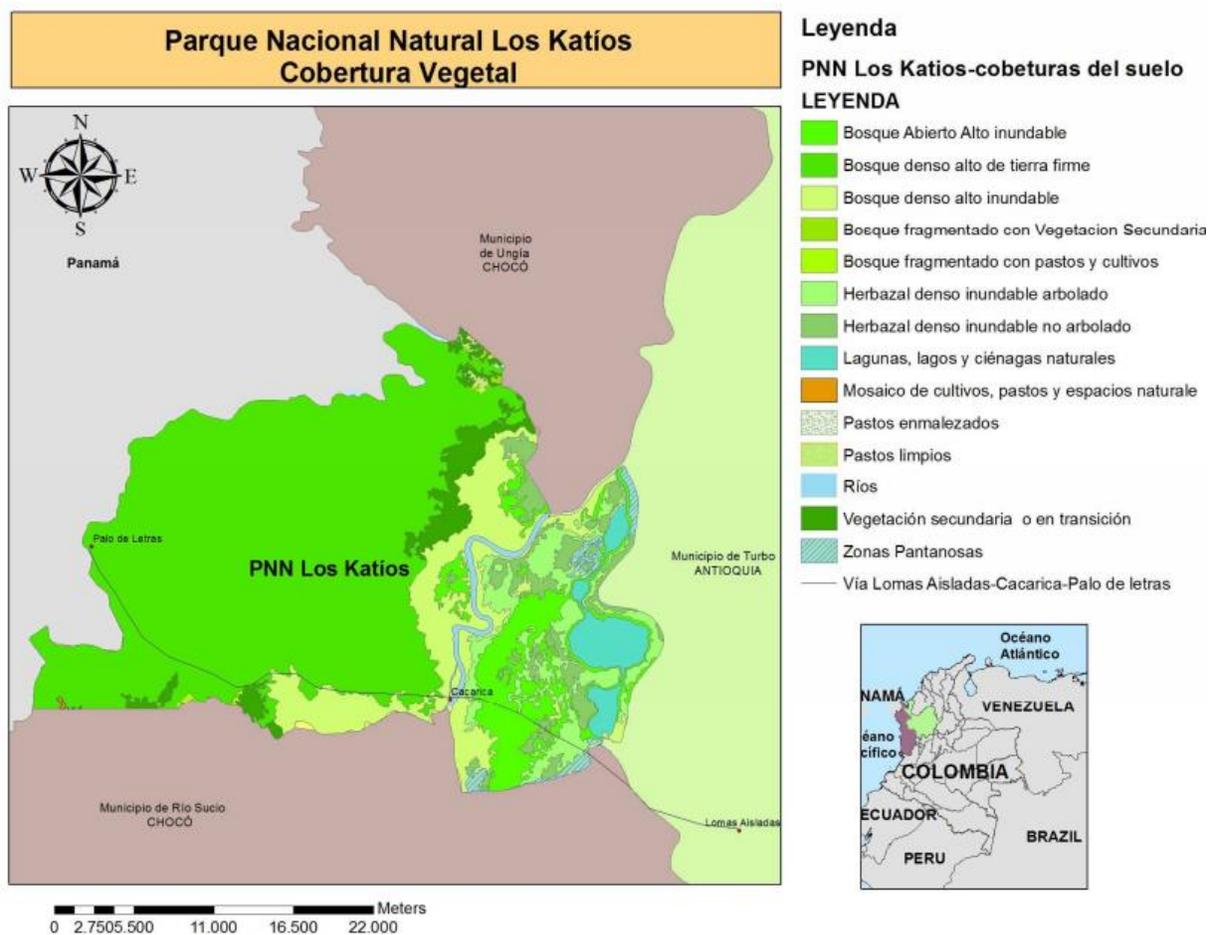 Parque Nacional Natural Los Katíos
Cobertura Vegetal
N
W
E
S
Panamá
Municipio
de Ungía
CHOCÓ
Palo de Letras
PNN Los Katíos
Municipio de Turbo
ANTIOQUIA
Cacarica
Municipio de Río Sucio
CHOCÓ
Lomas Aisladas
Meters
0 2.750 5.500 11.000 16.500 22.000
Leyenda
PNN Los Katios-cobeturas del suelo
LEYENDA
Bosque Abierto Alto inundable
Bosque denso alto de tierra firme
Bosque denso alto inundable
Bosque fragmentado con Vegetacion Secundaria
Bosque fragmentado con pastos y cultivos
Herbazal denso inundable arbolado
Herbazal denso inundable no arbolado
Lagunas, lagos y ciénagas naturales
Mosaico de cultivos, pastos y espacios naturale
Pastos enmalezados
Pastos limpios
Ríos
Vegetación secundaria o en transición
Zonas Pantanosas
Vía Lomas Aisladas-Cacarica-Palo de letras
Océano
Atlántico
NAMÁ
VENEZUELA
éano
cífico
COLOMBIA
ECUADOR
BRAZIL
PERU